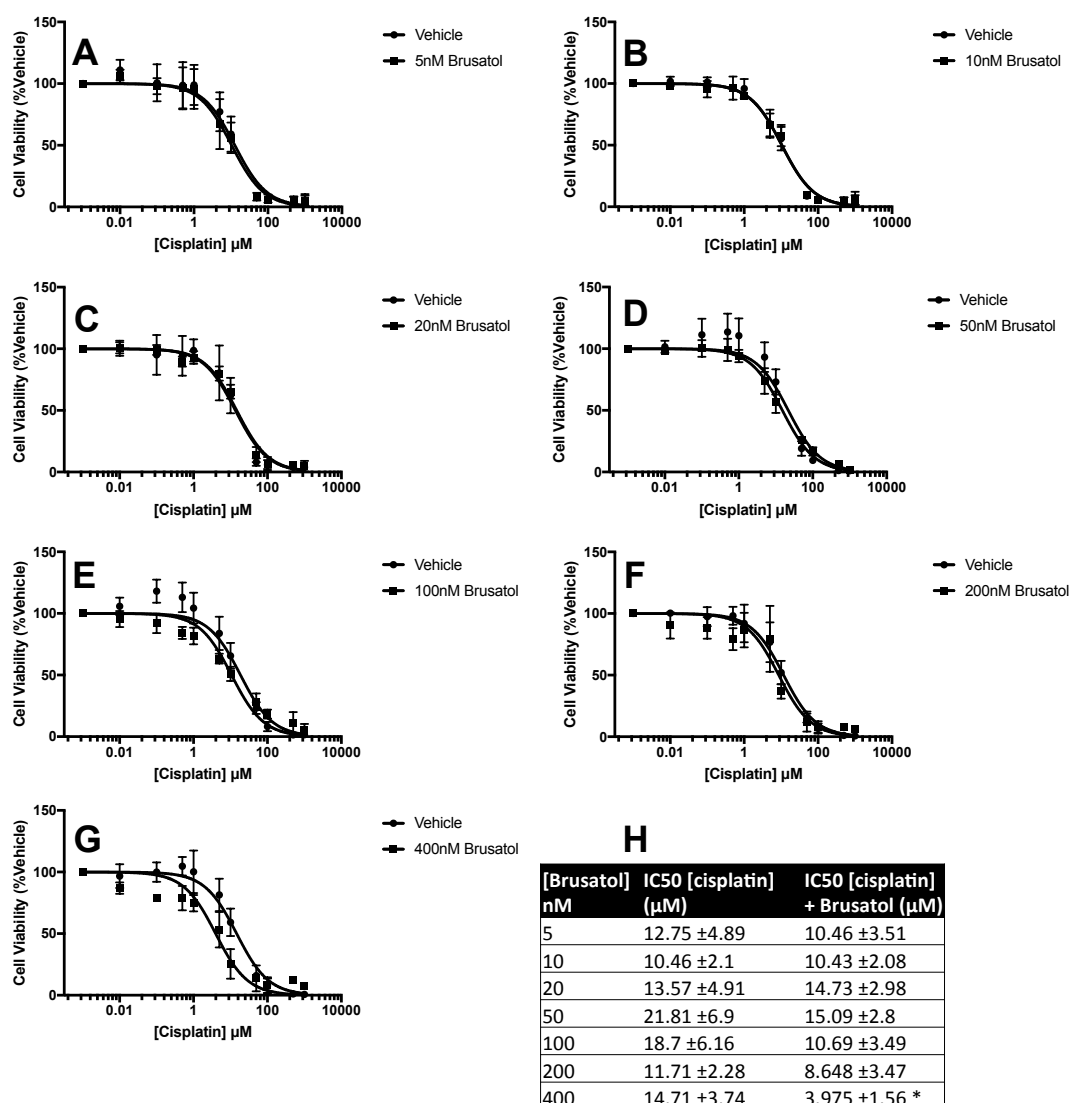 A
Cell Viability (%Vehicle)
150
100
50
0
0.01 1 100 10000
[Cisplatin] µM
Vehicle
5nM Brusatol
B
Cell Viability (%Vehicle)
150
100
50
0
0.01 1 100 10000
[Cisplatin] µM
Vehicle
10nM Brusatol
C
Cell Viability (%Vehicle)
150
100
50
0
0.01 1 100 10000
[Cisplatin] µM
Vehicle
20nM Brusatol
D
Cell Viability (%Vehicle)
150
100
50
0
0.01 1 100 10000
[Cisplatin] µM
Vehicle
50nM Brusatol
E
Cell Viability (%Vehicle)
150
100
50
0
0.01 1 100 10000
[Cisplatin] µM
Vehicle
100nM Brusatol
F
Cell Viability (%Vehicle)
150
100
50
0
0.01 1 100 10000
[Cisplatin] µM
Vehicle
200nM Brusatol
G
Cell Viability (%Vehicle)
150
100
50
0
0.01 1 100 10000
[Cisplatin] µM
Vehicle
400nM Brusatol
H
[Brusatol] IC50 [cisplatin] IC50 [cisplatin]
nM (µM) + Brusatol (µM)
5 12.75 ±4.89 10.46 ±3.51
10 10.46 ±2.1 10.43 ±2.08
20 13.57 ±4.91 14.73 ±2.98
50 21.81 ±6.9 15.09 ±2.8
100 18.7 ±6.16 10.69 ±3.49
200 11.71 ±2.28 8.648 ±3.47
400 14.71 ±3.74 3.975 ±1.56 *